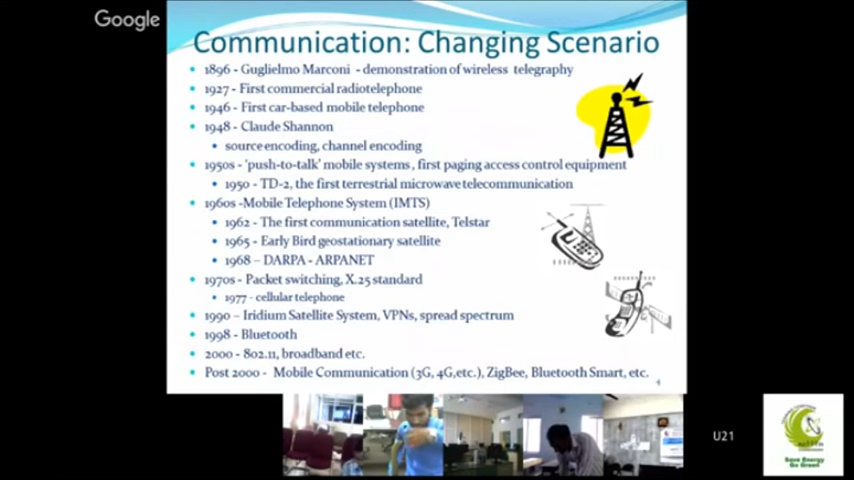 Google
Communication: Changing Scenario
1896 - Guglielmo Marconi - demonstration of wireless telegraphy
1927 - First commercial radiotelephone
1946 - First car-based mobile telephone
1948 - Claude Shannon
source encoding, channel encoding
1950s - 'push-to-talk' mobile systems, first paging access control equipment
1950 - TD-2, the first terrestrial microwave telecommunication
1960s -Mobile Telephone System (IMTS)
1962 - The first communication satellite, Telstar
1965 - Early Bird geostationary satellite
1968 – DARPA - ARPANET
1970s - Packet switching, X.25 standard
1977 - cellular telephone
1990 – Iridium Satellite System, VPNs, spread spectrum
1998 - Bluetooth
2000 - 802.11, broadband etc.
Post 2000 - Mobile Communication (3G, 4G,etc.), ZigBee, Bluetooth Smart, etc.
4
U21
Save Energy
Go Green